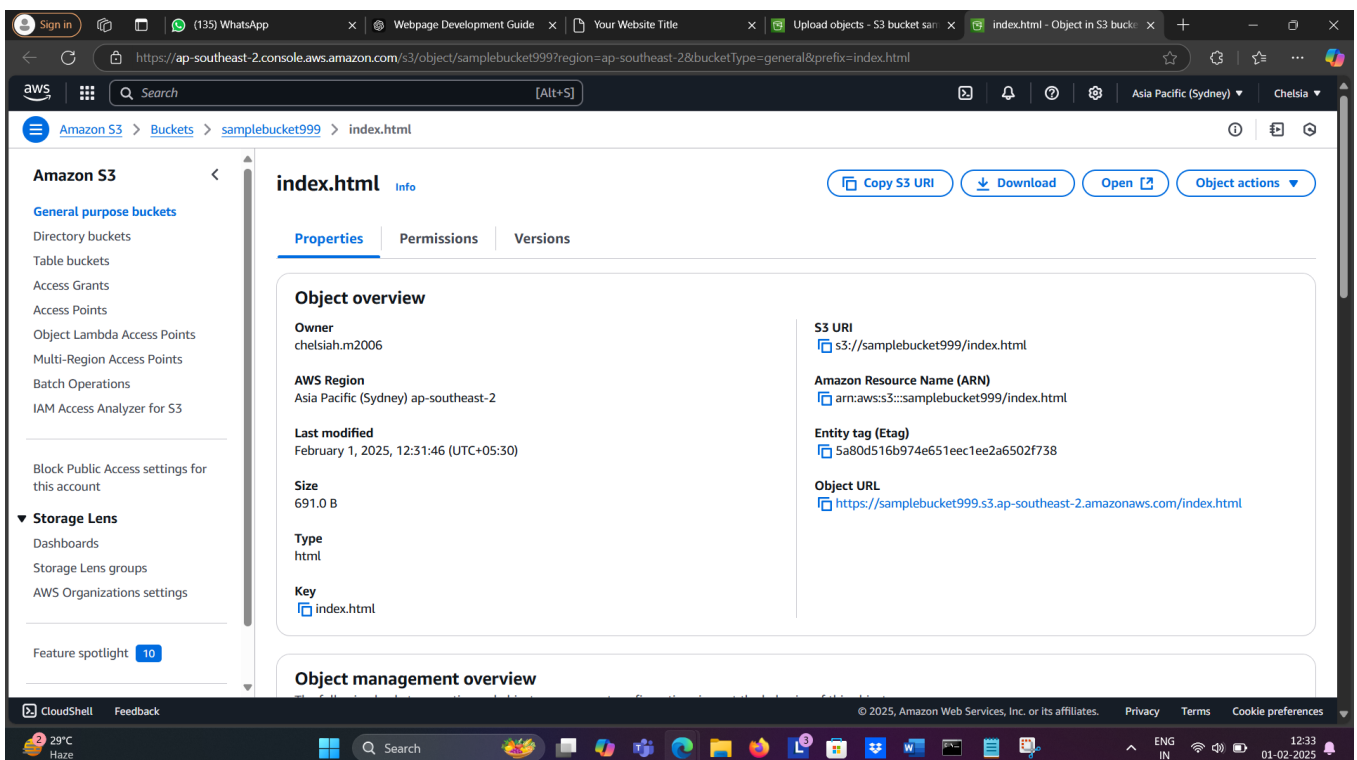 Sign in
(135) WhatsApp
Webpage Development Guide
Your Website Title
Upload objects - S3 bucket sam
index.html - Object in S3 bucke
https://ap-southeast-2.console.aws.amazon.com/s3/object/samplebucket999?region=ap-southeast-2&bucketType=general&prefix=index.html
aws
Search
[Alt+S]
Asia Pacific (Sydney)
Chelsia
Amazon S3 > Buckets > samplebucket999 > index.html
Amazon S3
General purpose buckets
Directory buckets
Table buckets
Access Grants
Access Points
Object Lambda Access Points
Multi-Region Access Points
Batch Operations
IAM Access Analyzer for S3
Block Public Access settings for
this account
Storage Lens
Dashboards
Storage Lens groups
AWS Organizations settings
Feature spotlight 10
index.html Info
Copy S3 URI
Download
Open
Object actions
Properties
Permissions
Versions
Object overview
Owner
chelsiah.m2006
AWS Region
Asia Pacific (Sydney) ap-southeast-2
Last modified
February 1, 2025, 12:31:46 (UTC+05:30)
Size
691.0 B
Type
html
Key
index.html
S3 URI
s3://samplebucket999/index.html
Amazon Resource Name (ARN)
arn:aws:s3:::samplebucket999/index.html
Entity tag (Etag)
5a80d516b974e651eec1ee2a6502f738
Object URL
https://samplebucket999.s3.ap-southeast-2.amazonaws.com/index.html
Object management overview
CloudShell
Feedback
© 2025, Amazon Web Services, Inc. or its affiliates.
Privacy
Terms
Cookie preferences
2
29°C
Haze
Search
3
ENG
IN
12:33
01-02-2025